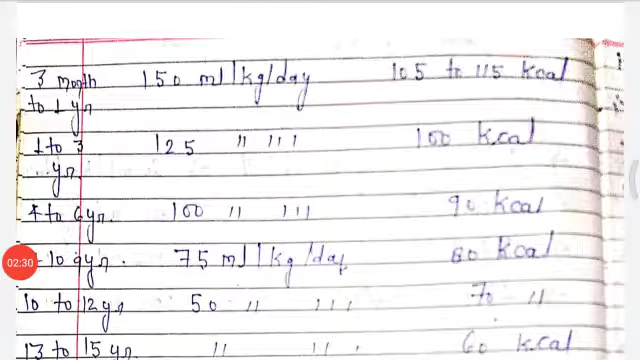 3 month 150 ml/kg/day 105 to 115 kcal
to 1 yr
1 to 3 125 " "' 100 kcal
yr.
4 to 6yr. 100 " "' 90 kcal
02:30 10 yr. 75 ml/kg/day 80 kcal
10 to 12 yr 50 " "' 70 "
13 to 15 yr " " 60 kcal